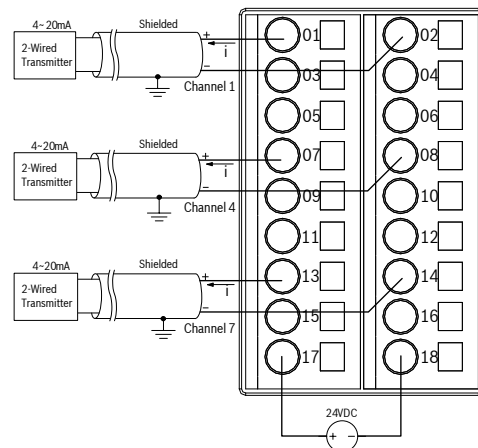 4~20mA
Shielded
2-Wired
Transmitter
+
i
−
Channel 1
01
02
03
04
05
06
4~20mA
Shielded
2-Wired
Transmitter
+
i
−
Channel 4
07
08
09
10
11
12
4~20mA
Shielded
2-Wired
Transmitter
+
i
−
Channel 7
13
14
15
16
17
18
24VDC
+ −